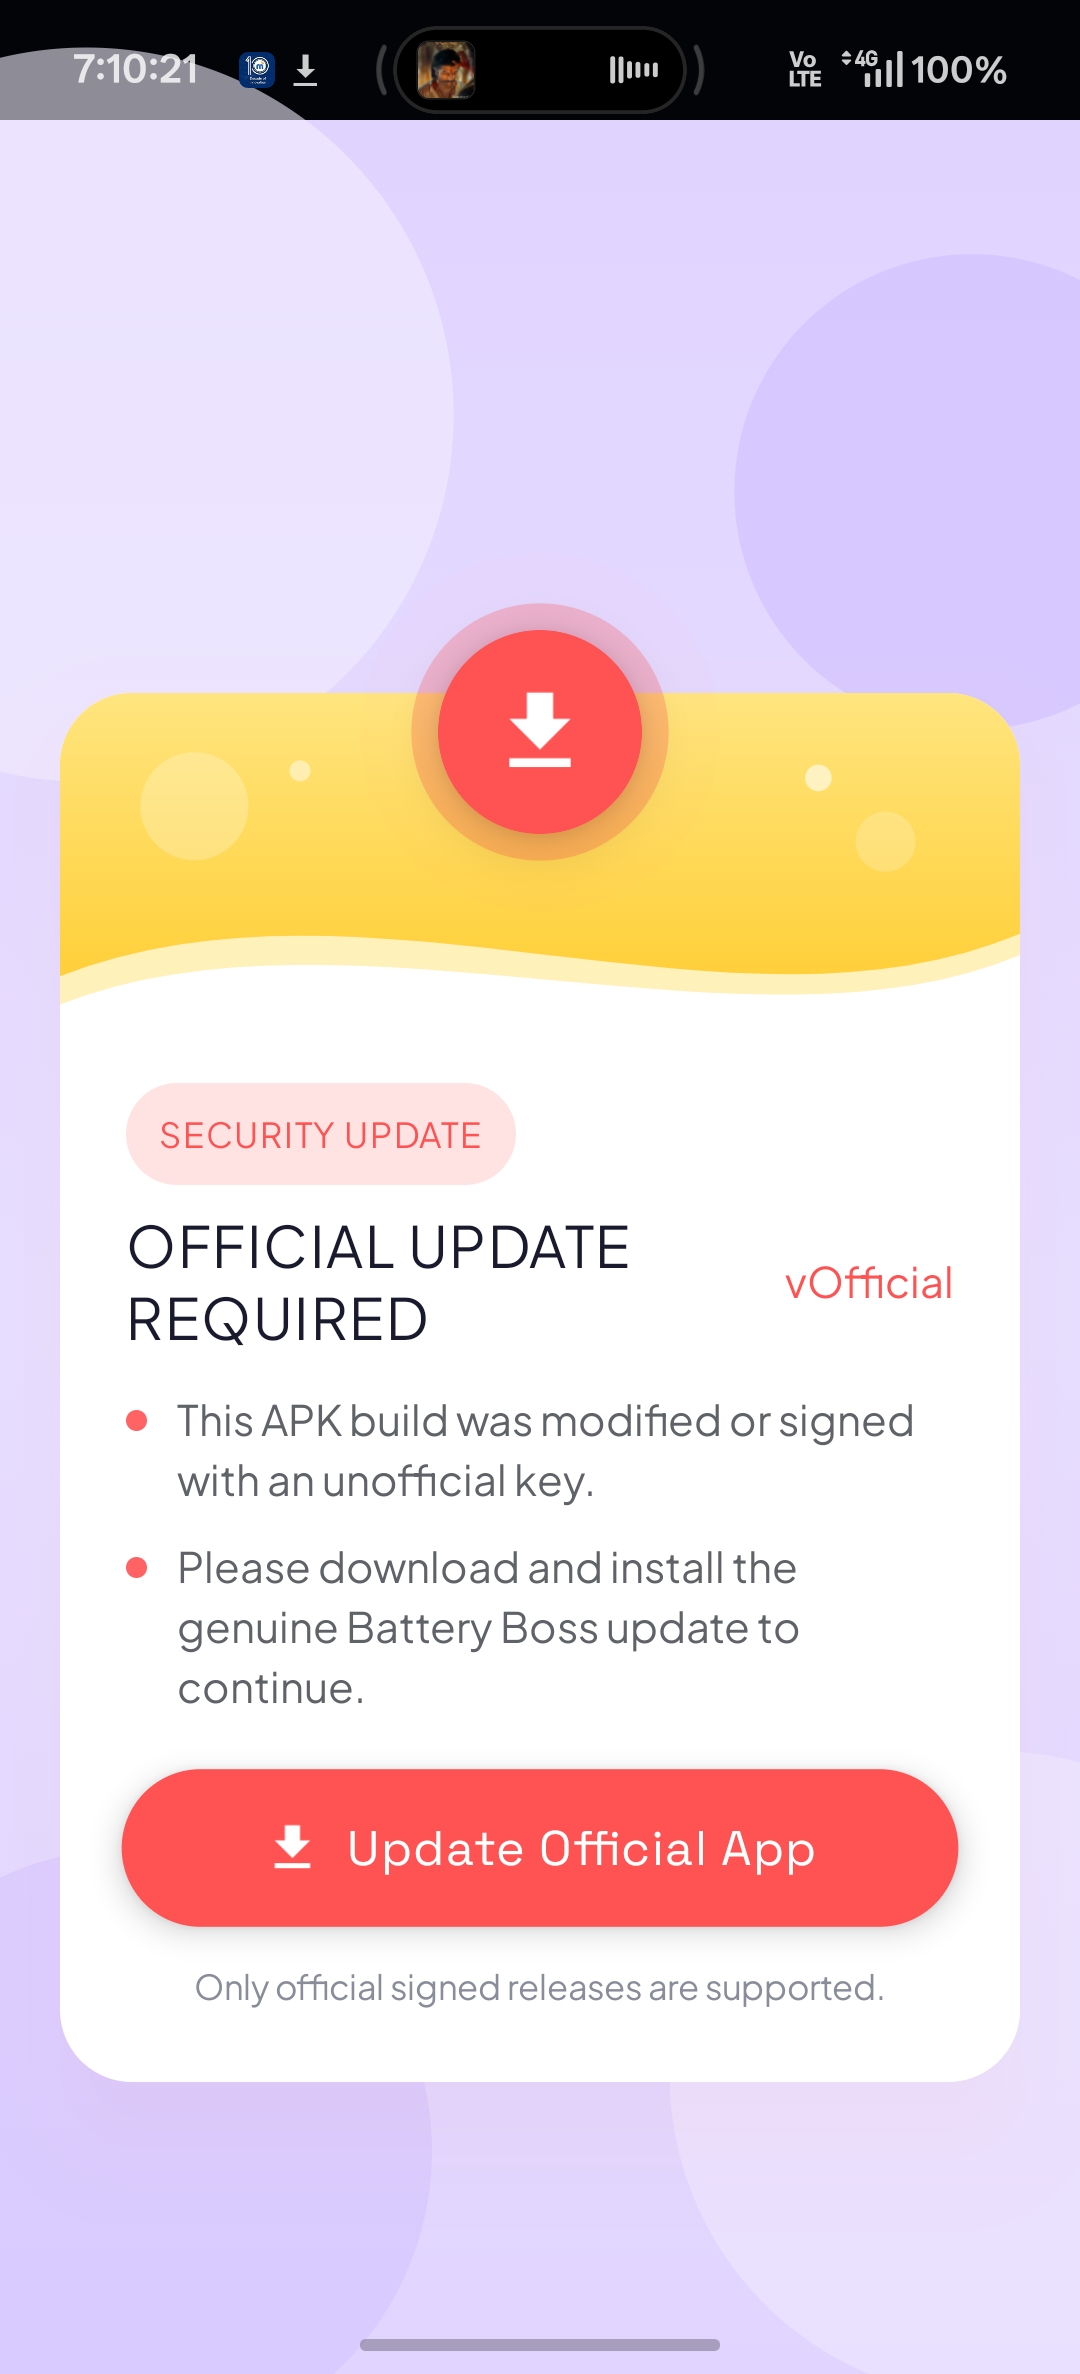 7:10:21
Vo
LTE
4G
100%
SECURITY UPDATE
OFFICIAL UPDATE
REQUIRED
vOfficial
This APK build was modified or signed
with an unofficial key.
Please download and install the
genuine Battery Boss update to
continue.
Update Official App
Only official signed releases are supported.